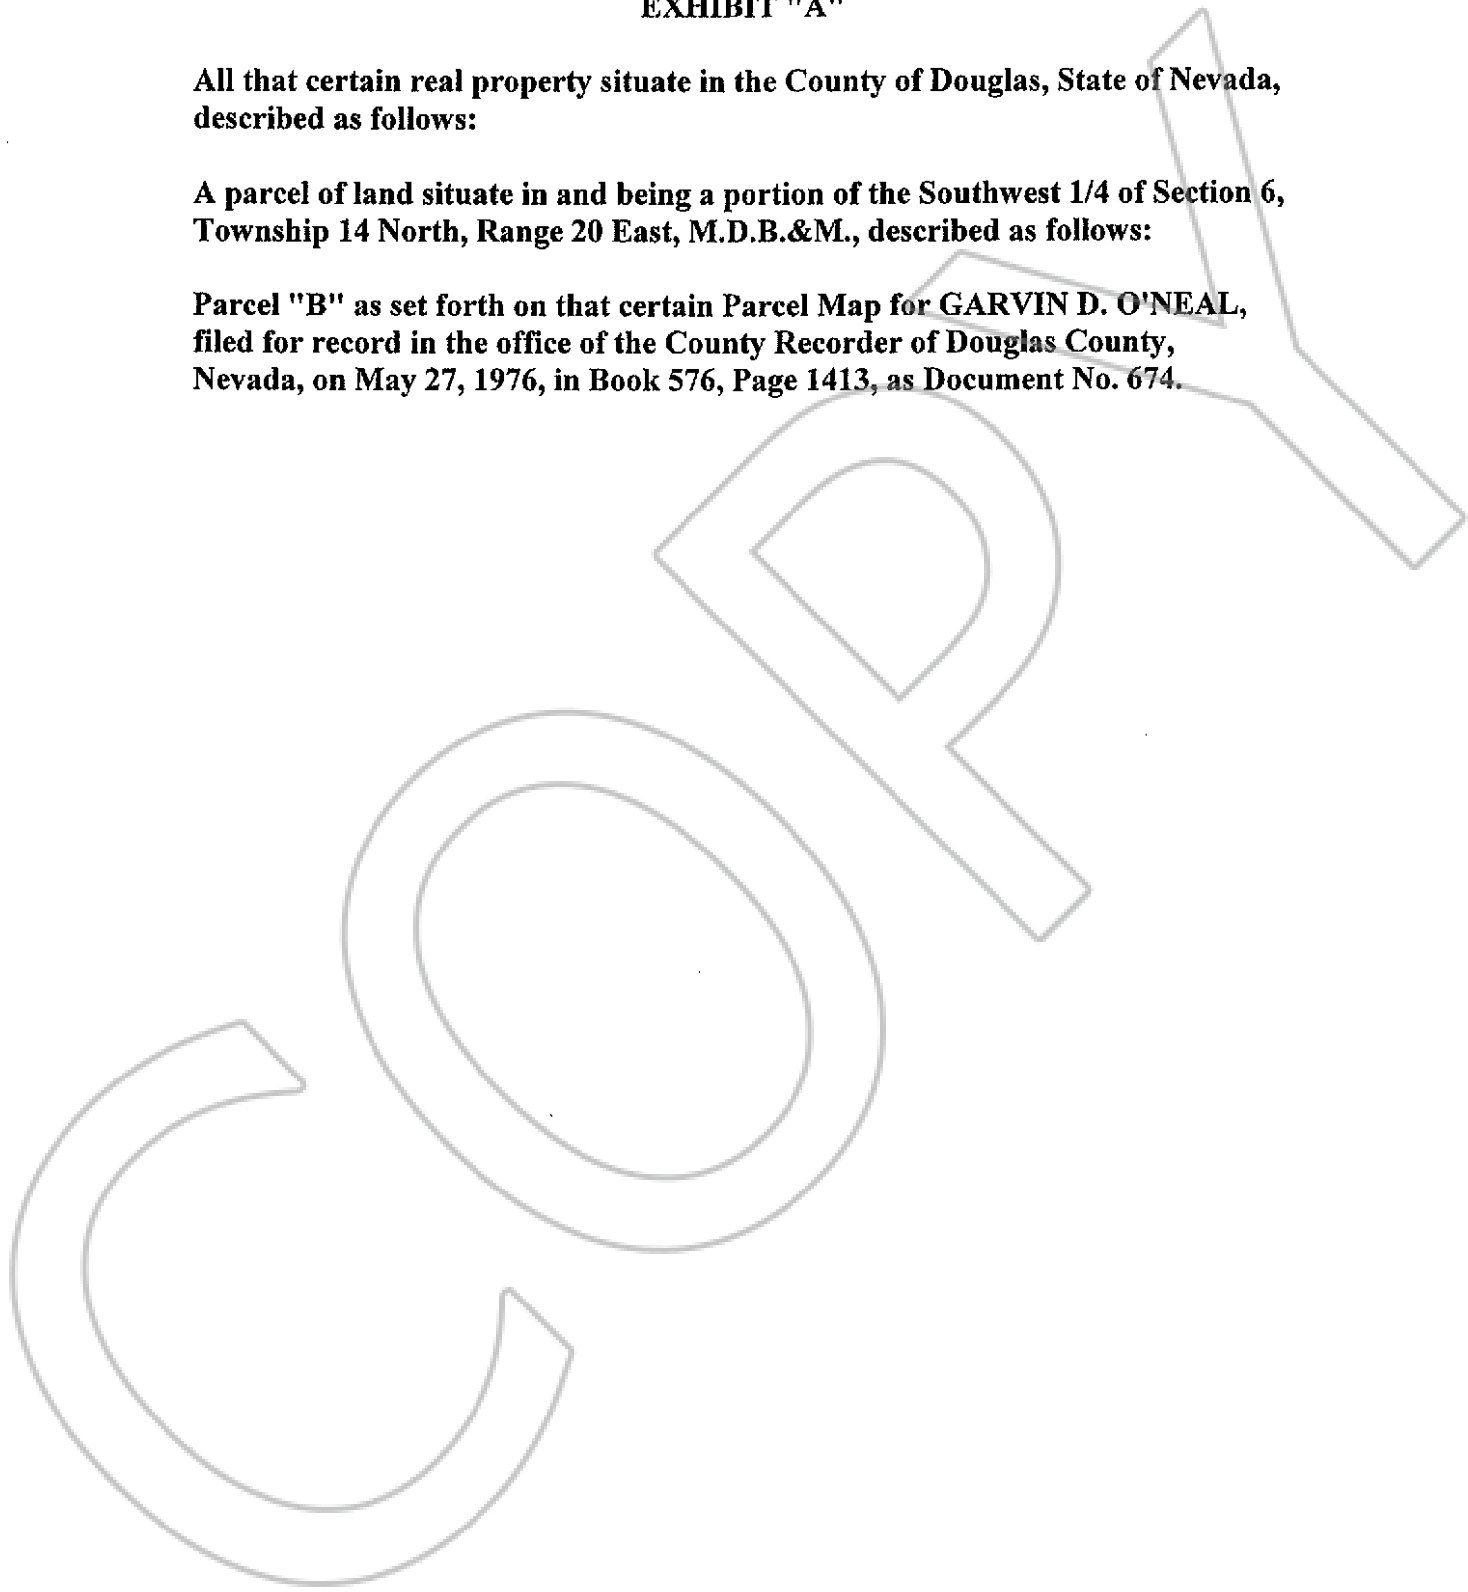 EXHIBIT "A"
All that certain real property situate in the County of Douglas, State of Nevada,
described as follows:
A parcel of land situate in and being a portion of the Southwest 1/4 of Section 6,
Township 14 North, Range 20 East, M.D.B.&M., described as follows:
Parcel "B" as set forth on that certain Parcel Map for GARVIN D. O'NEAL,
filed for record in the office of the County Recorder of Douglas County,
Nevada, on May 27, 1976, in Book 576, Page 1413, as Document No. 674.
COPY